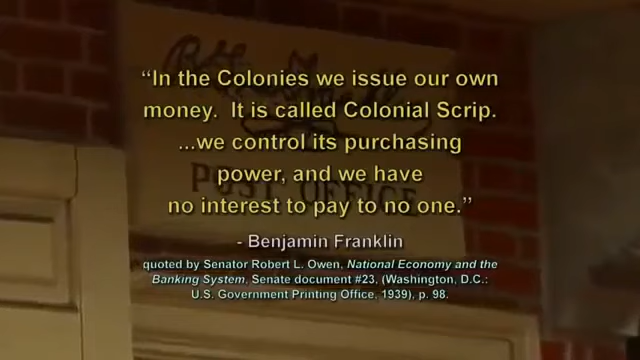 “In the Colonies we issue our own
money. It is called Colonial Scrip.
...we control its purchasing
power, and we have
no interest to pay to no one.”
- Benjamin Franklin
quoted by Senator Robert L. Owen, National Economy and the
Banking System, Senate document #23, (Washington, D.C.:
U.S. Government Printing Office, 1939), p. 98.
POST OFFICE